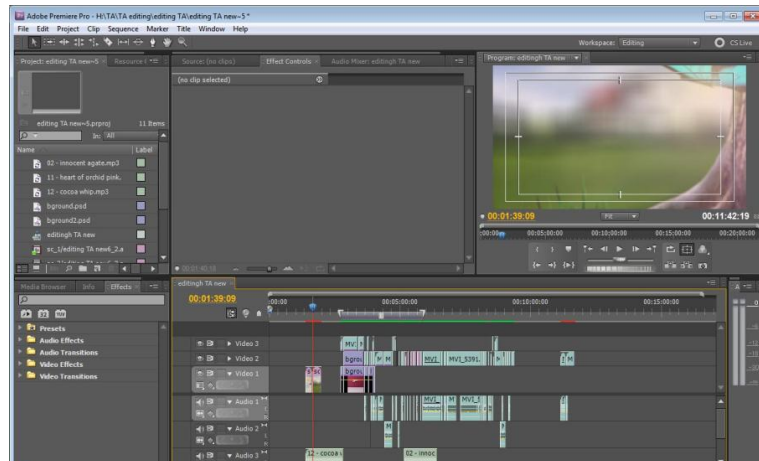 Adobe Premiere Pro - H:\TA\TA editing\editing TA\editing TA new~5 *
File Edit Project Clip Sequence Marker Title Window Help
Workspace: Editing
CS Live
Project: editing TA new~5
Resource
Source: (no clips)
Effect Controls
Audio Mixer: editingh TA new
Program: editingh TA new
(no clip selected)
editing TA new~5.prproj
11 Items
In: All
Name
Label
02 - innocent agate.mp3
11 - heart of orchid pink.
12 - cocoa whip.mp3
bground.psd
bground2.psd
editingh TA new
sc_1/editing TA new6_2.a
00:01:39:09
Fit
00:11:42:19
00:05:00:00
00:10:00:00
00:15:00:00
00:20:00:00
Media Browser
Info
Effects
editingh TA new
00:01:39:09
00:05:00:00
00:10:00:00
00:15:00:00
Presets
Audio Effects
Audio Transitions
Video Effects
Video Transitions
Video 3
Video 2
MVI_5391.
Video 1
Audio 1
Audio 2
Audio 3
12 - cocoa
02 - innoc